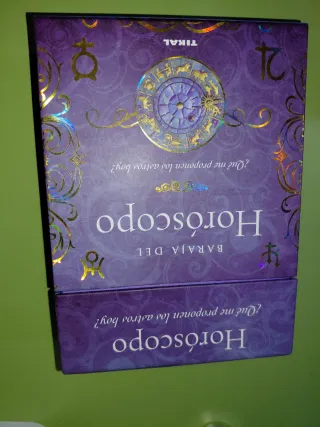 Horóscopo
¿Qué me proponen los astros hoy?
BARAJA DEL
Horóscopo
¿Qué me proponen los astros hoy?
TIKAL